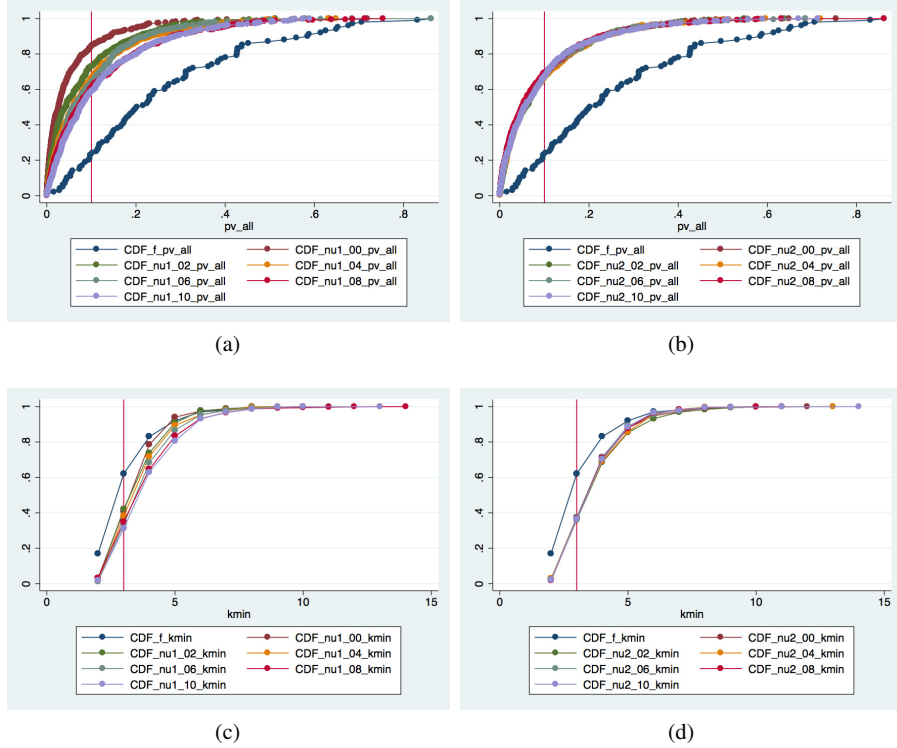 1
.8
.6
.4
.2
0
0 .2 .4 .6 .8
pv_all
CDF_f_pv_all CDF_nu1_00_pv_all
CDF_nu1_02_pv_all CDF_nu1_04_pv_all
CDF_nu1_06_pv_all CDF_nu1_08_pv_all
CDF_nu1_10_pv_all
(a)
1
.8
.6
.4
.2
0
0 .2 .4 .6 .8
pv_all
CDF_f_pv_all CDF_nu2_00_pv_all
CDF_nu2_02_pv_all CDF_nu2_04_pv_all
CDF_nu2_06_pv_all CDF_nu2_08_pv_all
CDF_nu2_10_pv_all
(b)
1
.8
.6
.4
.2
0
0 5 10 15
kmin
CDF_f_kmin CDF_nu1_00_kmin
CDF_nu1_02_kmin CDF_nu1_04_kmin
CDF_nu1_06_kmin CDF_nu1_08_kmin
CDF_nu1_10_kmin
(c)
1
.8
.6
.4
.2
0
0 5 10 15
kmin
CDF_f_kmin CDF_nu2_00_kmin
CDF_nu2_02_kmin CDF_nu2_04_kmin
CDF_nu2_06_kmin CDF_nu2_08_kmin
CDF_nu2_10_kmin
(d)